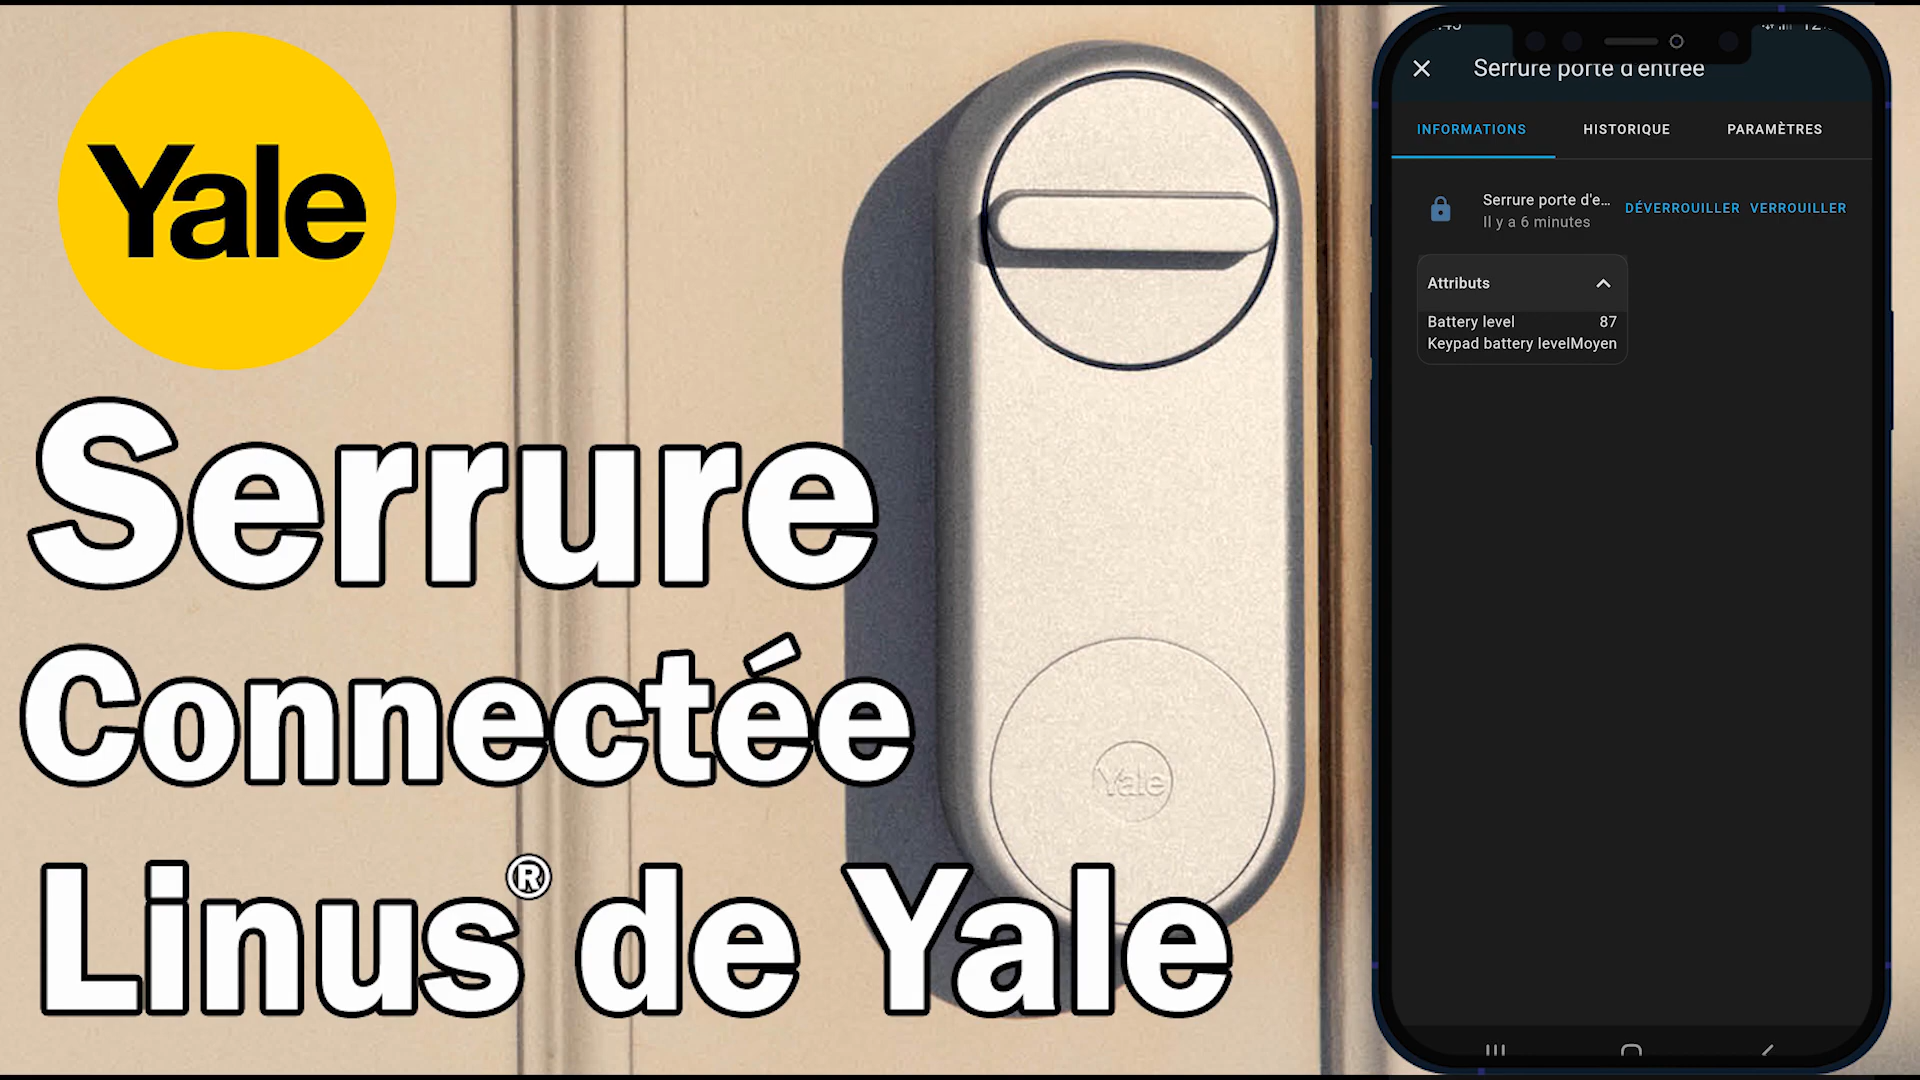 Yale
Serrure
Connectée
Linus® de Yale
Yale
Serrure porte d'entrée
INFORMATIONS HISTORIQUE PARAMÈTRES
Serrure porte d'e... DÉVERROUILLER VERROUILLER
Il y a 6 minutes
Attributs
Battery level 87
Keypad battery levelMoyen